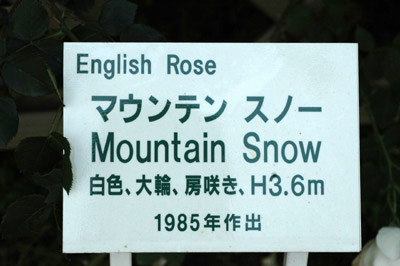 English Rose
マウンテン スノー
Mountain Snow
白色、大輪、房咲き、H3.6m
1985年作出